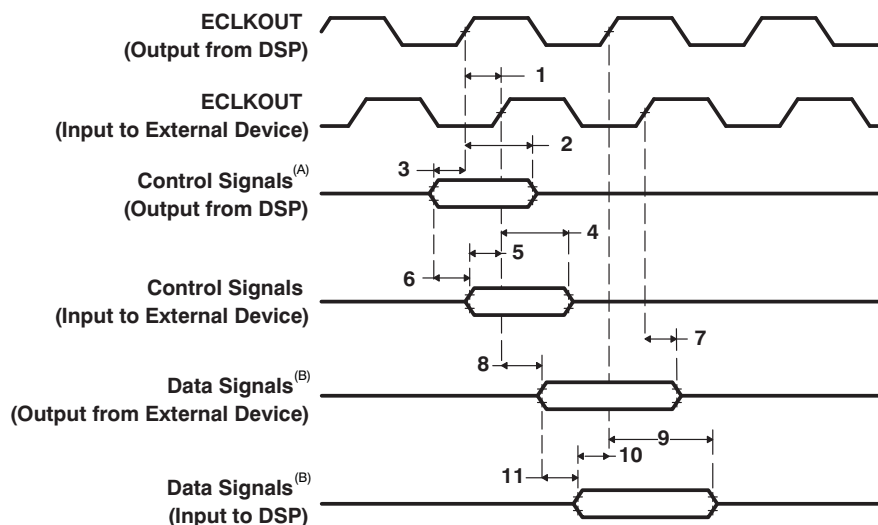 ECLKOUT
(Output from DSP)
1
ECLKOUT
(Input to External Device)
2
3
Control Signals(A)
(Output from DSP)
4
5
6
Control Signals
(Input to External Device)
7
8
Data Signals(B)
(Output from External Device)
9
10
11
Data Signals(B)
(Input to DSP)